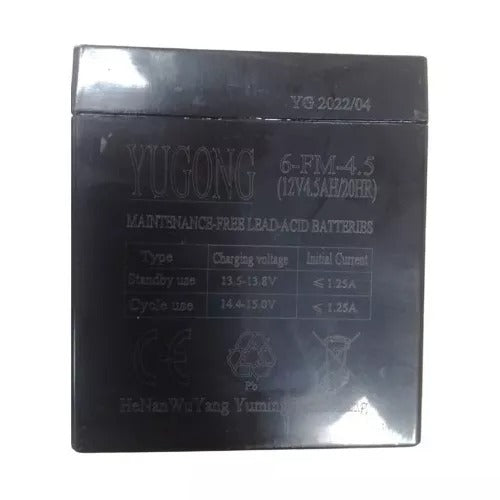 YG 2022/04
YUGONG
6-FM-4.5
(12V4.5AH/20HR)
MAINTENANCE-FREE LEAD-ACID BATTERIES
Type Charging voltage Initial Current
Standby use 13.5-13.8V ⩽ 1.25A
Cycle use 14.4-15.0V ⩽ 1.25A
CE
Pb
HeNanWuYang Yuming